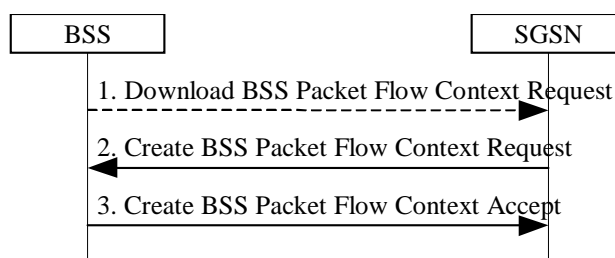 BSS
SGSN
1. Download BSS Packet Flow Context Request
2. Create BSS Packet Flow Context Request
3. Create BSS Packet Flow Context Accept